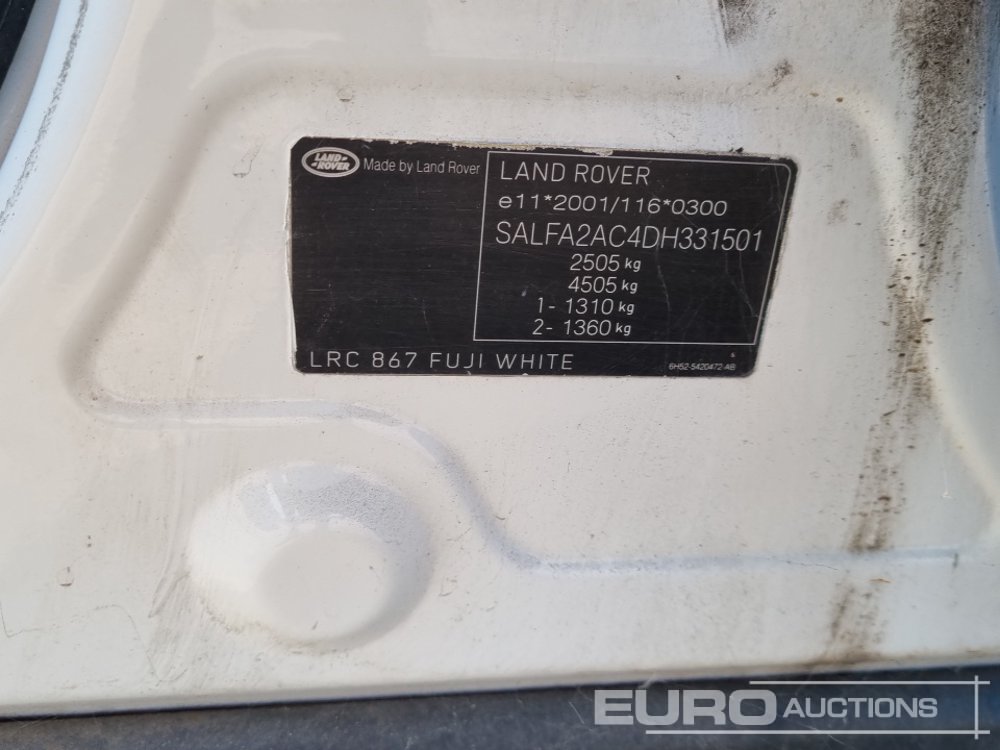 LAND-
-ROVER
Made by Land Rover
LAND ROVER
e11*2001/116*0300
SALFA2AC4DH331501
2505 kg
4505 kg
1- 1310 kg
2- 1360 kg
LRC 867 FUJI WHITE
6
6H52-5420472-AB
EURO AUCTIONS